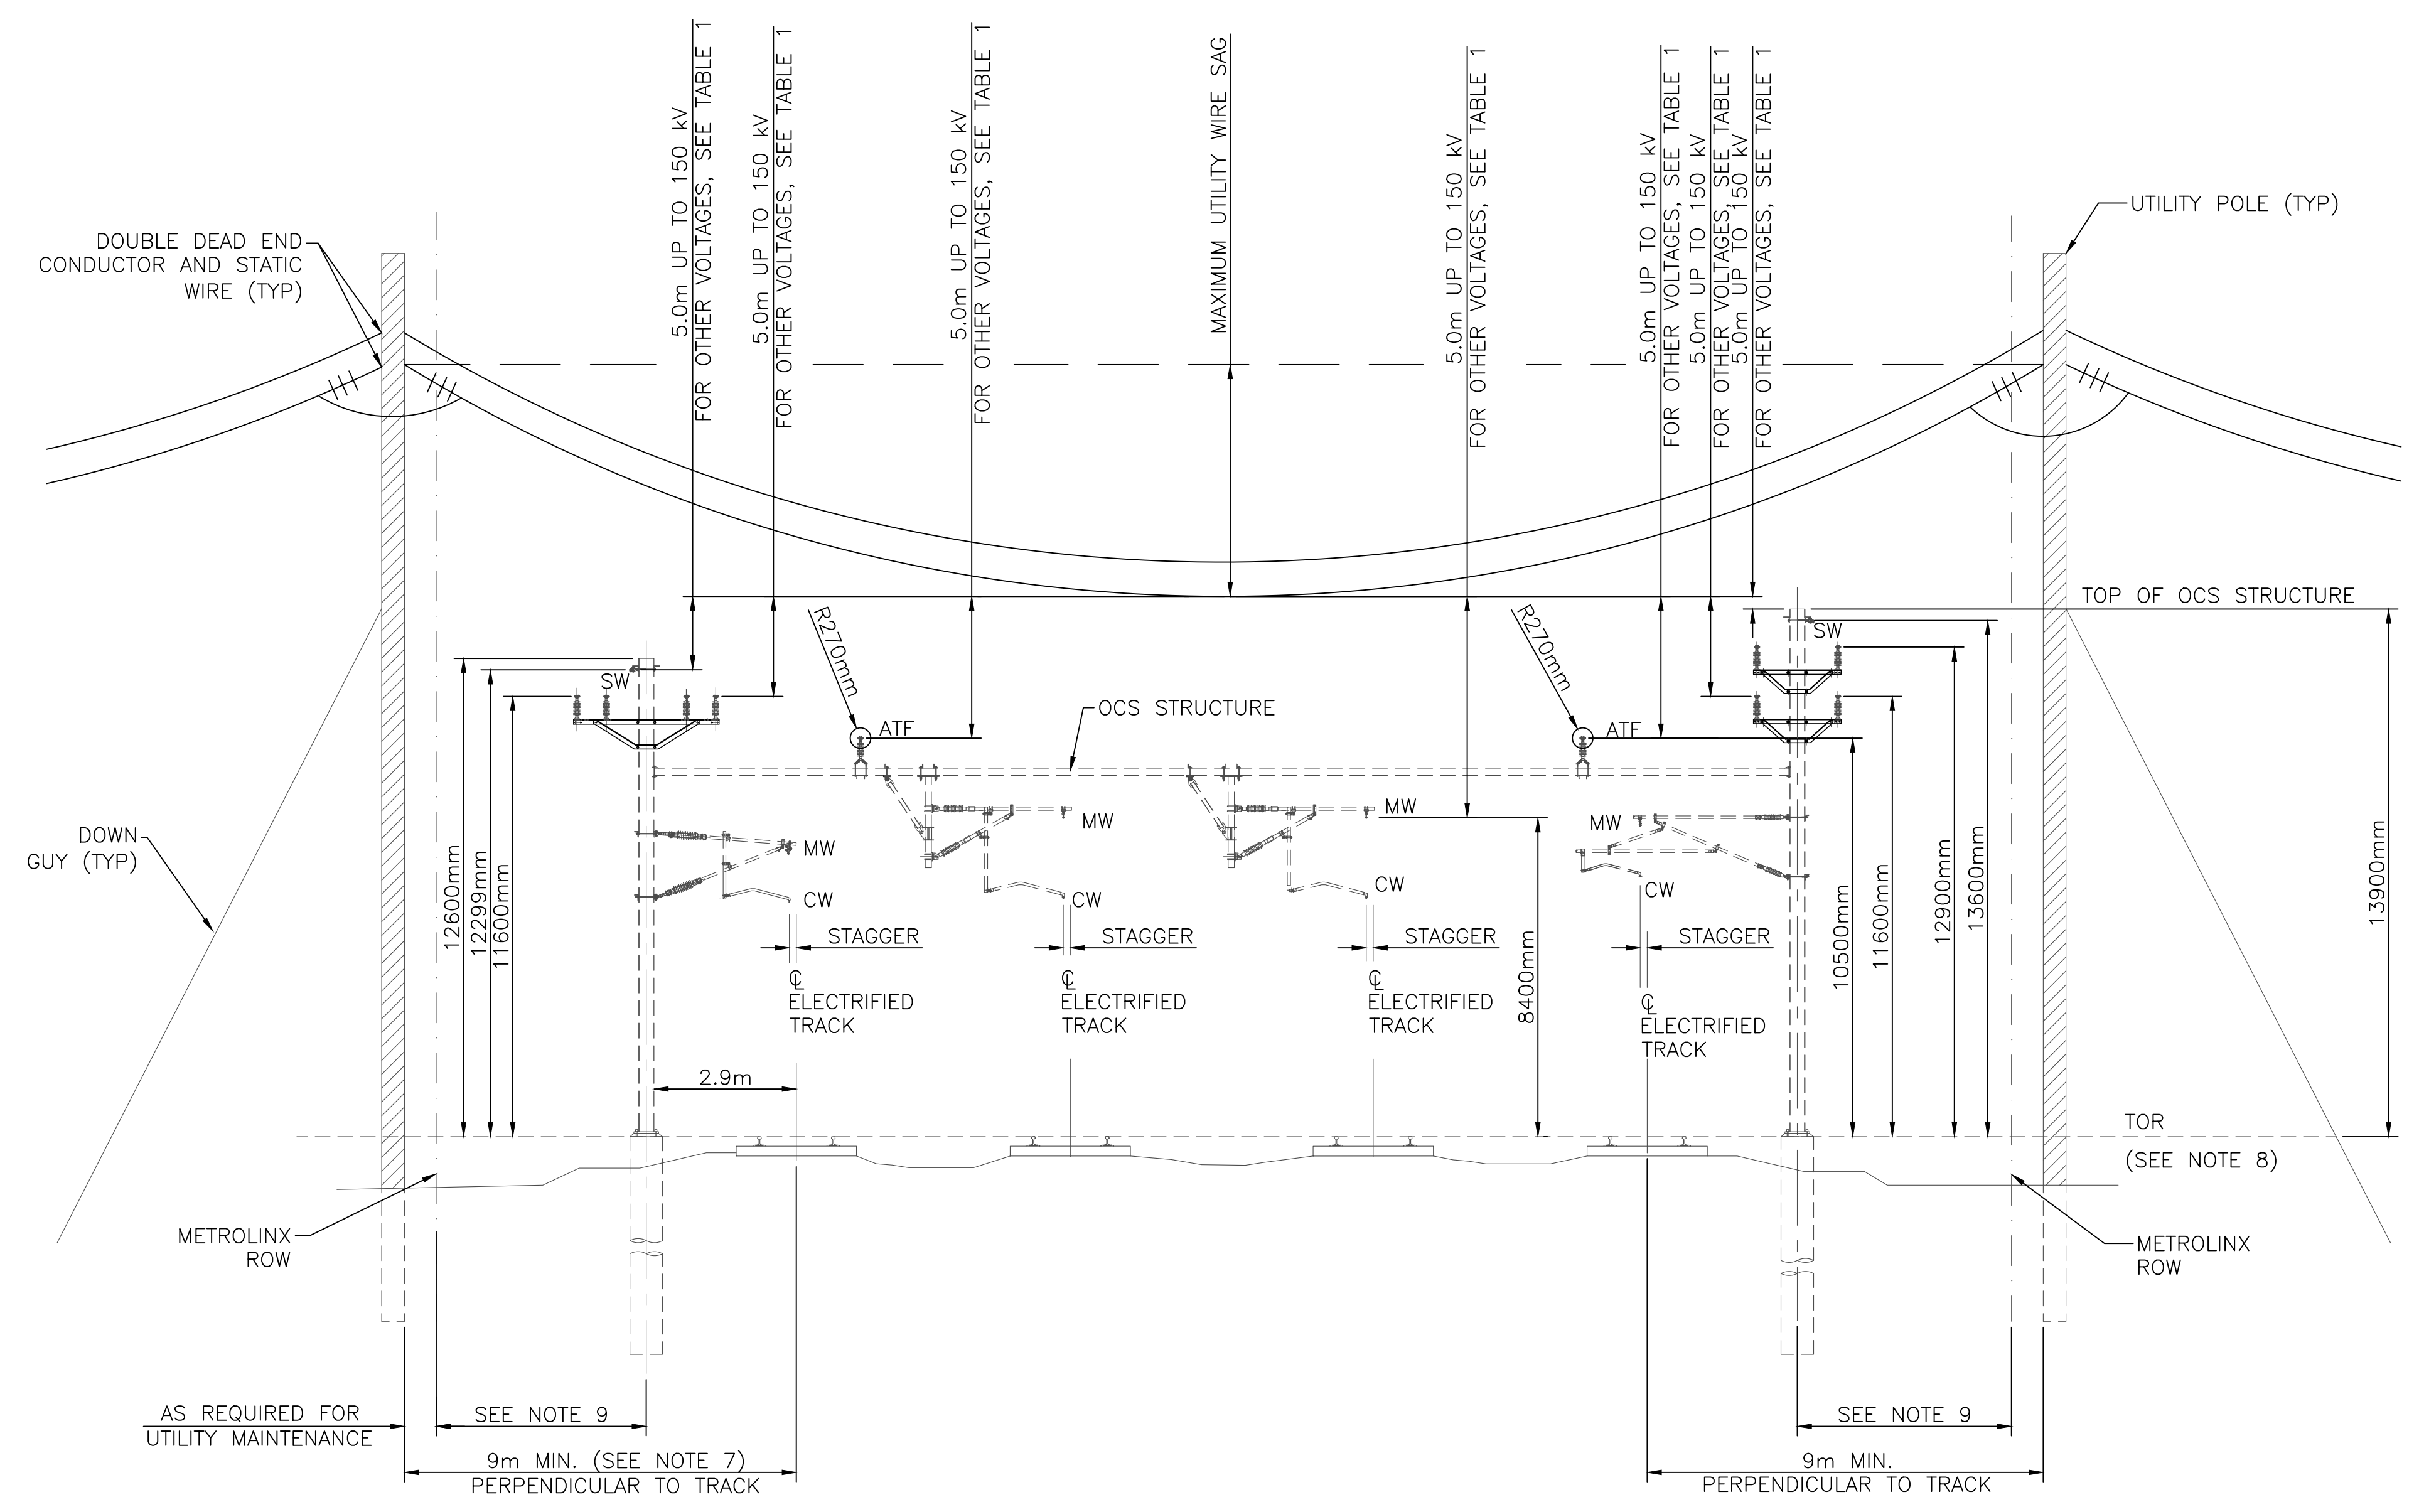 5.0m UP TO 150 kV
FOR OTHER VOLTAGES, SEE TABLE 1
5.0m UP TO 150 kV
FOR OTHER VOLTAGES, SEE TABLE 1
5.0m UP TO 150 kV
FOR OTHER VOLTAGES, SEE TABLE 1
MAXIMUM UTILITY WIRE SAG
5.0m UP TO 150 kV
FOR OTHER VOLTAGES, SEE TABLE 1
5.0m UP TO 150 kV
FOR OTHER VOLTAGES, SEE TABLE 1
5.0m UP TO 150 kV
FOR OTHER VOLTAGES, SEE TABLE 1
5.0m UP TO 150 kV
FOR OTHER VOLTAGES, SEE TABLE 1
UTILITY POLE (TYP)
DOUBLE DEAD END
CONDUCTOR AND STATIC
WIRE (TYP)
TOP OF OCS STRUCTURE
R270mm
R270mm
SW
SW
ATF
OCS STRUCTURE
ATF
DOWN
GUY (TYP)
MW
MW
MW
MW
CW
CW
CW
CW
12600mm
12299mm
11600mm
8400mm
10500mm
11600mm
12900mm
13600mm
13900mm
STAGGER
STAGGER
STAGGER
STAGGER
℄
ELECTRIFIED
TRACK
℄
ELECTRIFIED
TRACK
℄
ELECTRIFIED
TRACK
℄
ELECTRIFIED
TRACK
2.9m
TOR
(SEE NOTE 8)
METROLINX
ROW
METROLINX
ROW
AS REQUIRED FOR
UTILITY MAINTENANCE
SEE NOTE 9
SEE NOTE 9
9m MIN. (SEE NOTE 7)
PERPENDICULAR TO TRACK
9m MIN.
PERPENDICULAR TO TRACK